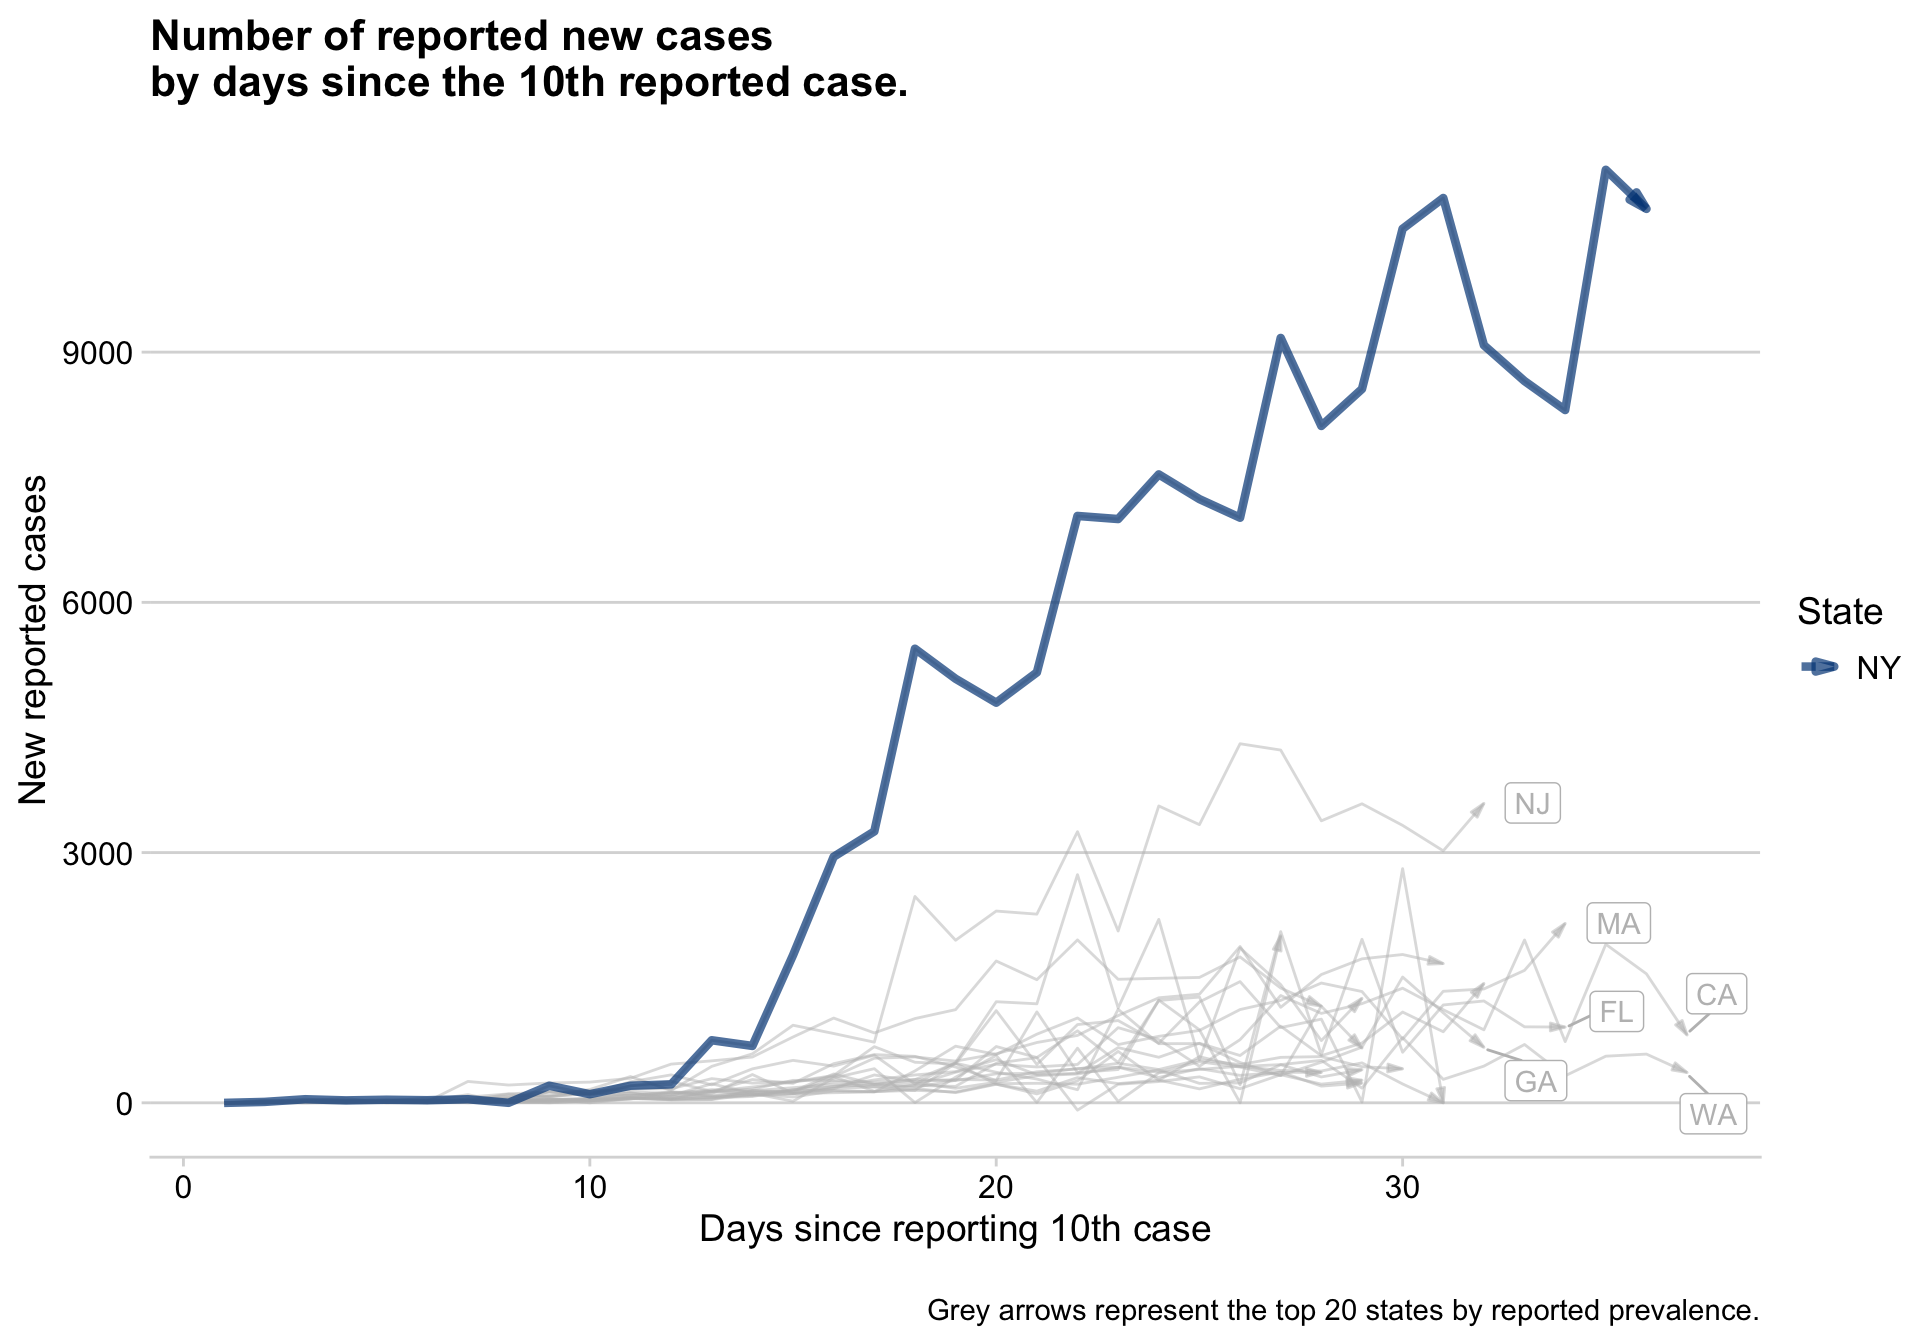 Number of reported new cases
by days since the 10th reported case.
New reported cases
9000
6000
3000
0
NJ
MA
CA
FL
GA
WA
State
NY
0
10
20
30
Days since reporting 10th case
Grey arrows represent the top 20 states by reported prevalence.